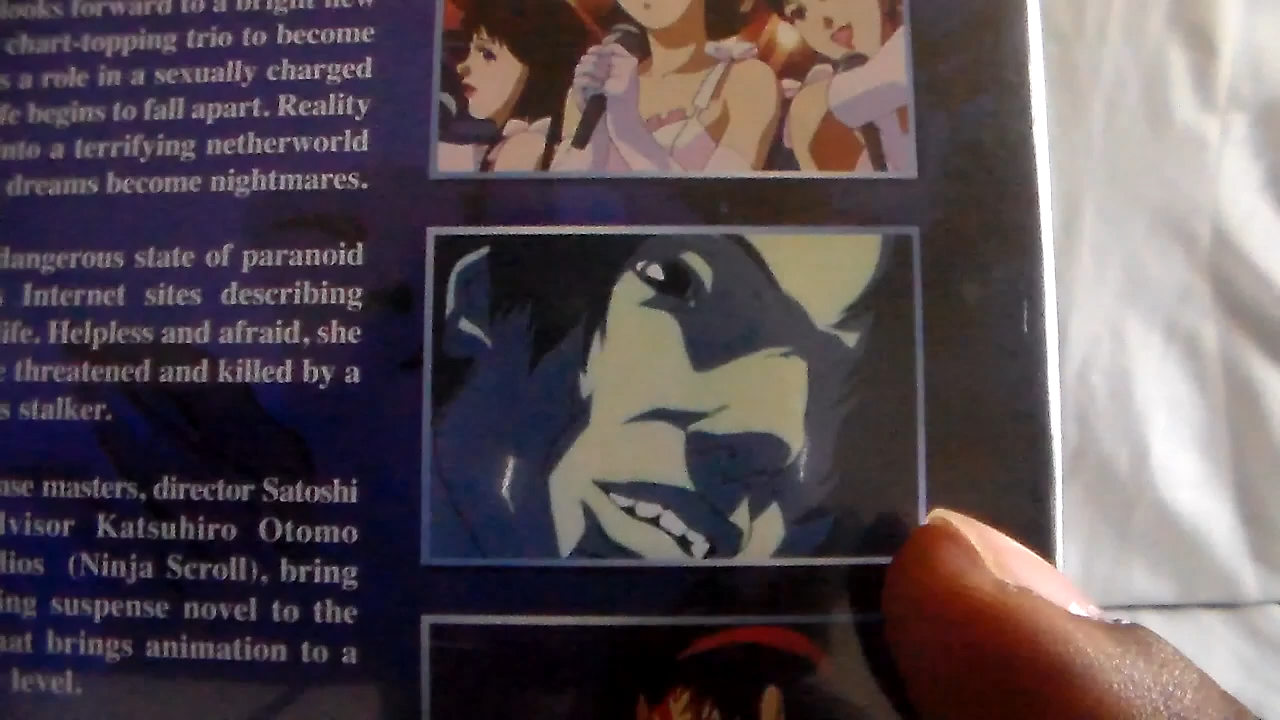 looks forward to a bright new
chart-topping trio to become
s a role in a sexually charged
fe begins to fall apart. Reality
nto a terrifying netherworld
dreams become nightmares.
dangerous state of paranoid
Internet sites describing
ife. Helpless and afraid, she
e threatened and killed by a
s stalker.
ase masters, director Satoshi
dvisor Katsuhiro Otomo
dios (Ninja Scroll), bring
ing suspense novel to the
hat brings animation to a
level.